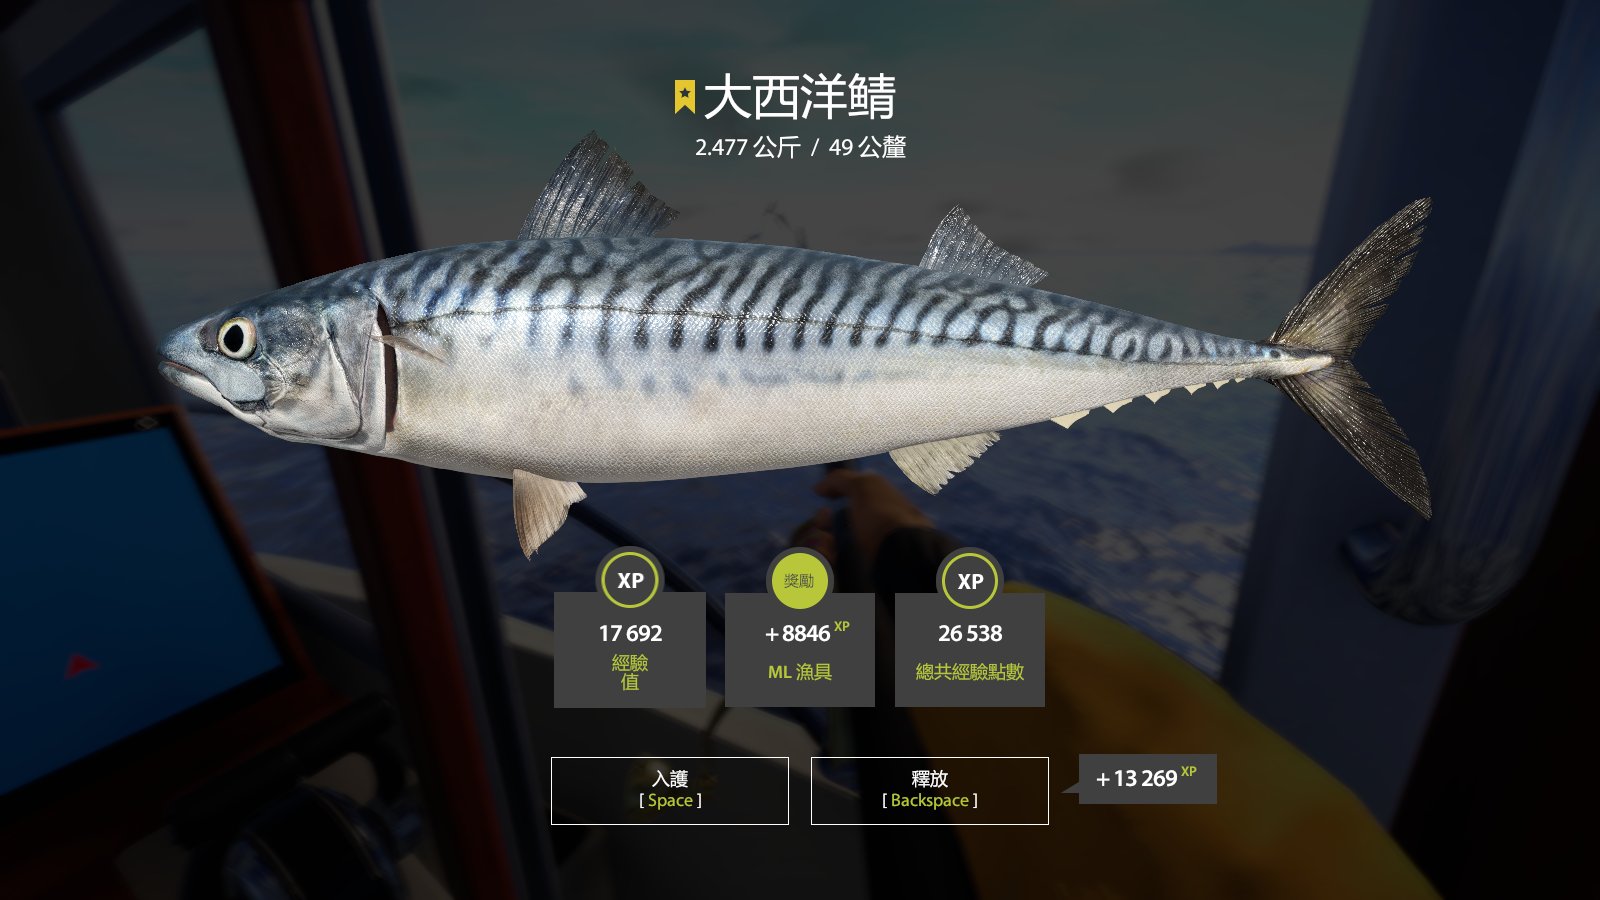 大西洋鯖
2.477 公斤 / 49 公釐
XP
17 692
經驗
值
獎勵
+ 8846 XP
ML 漁具
XP
26 538
總共經驗點數
入護
[ Space ]
釋放
[ Backspace ]
+ 13 269 XP